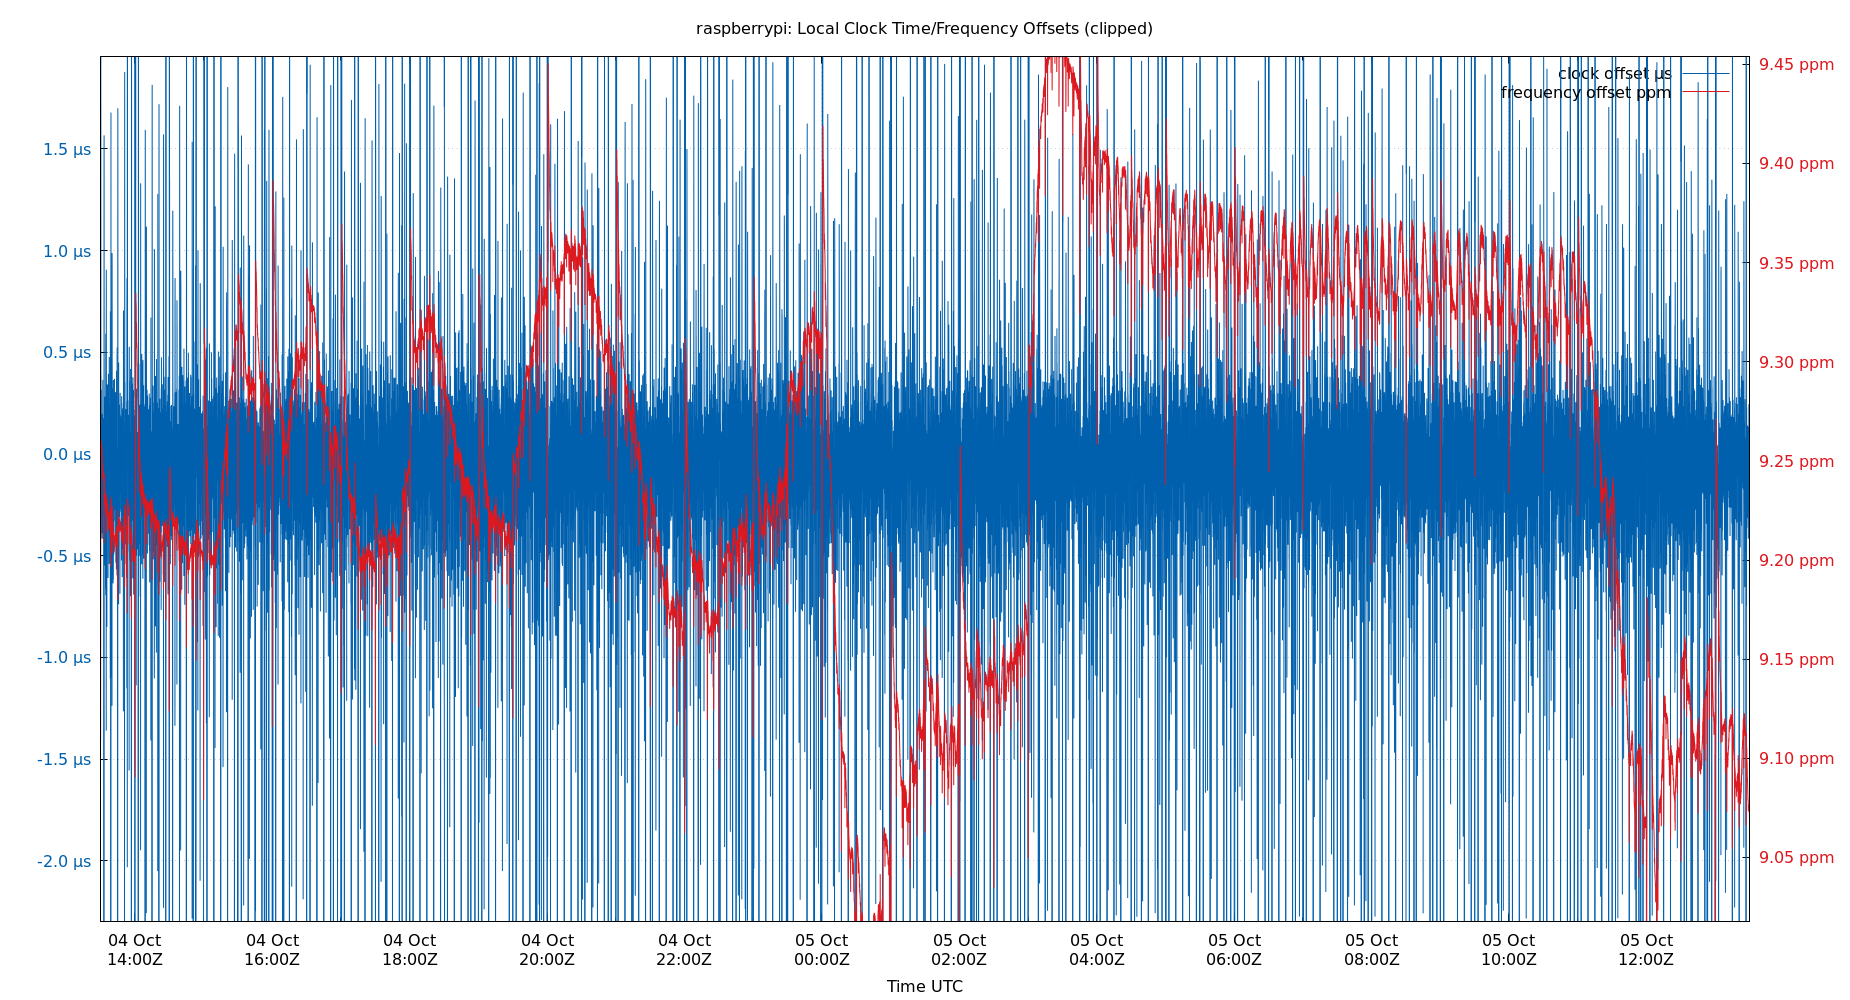 raspberrypi: Local Clock Time/Frequency Offsets (clipped)
clock offset µs
frequency offset ppm
1.5 µs
1.0 µs
0.5 µs
0.0 µs
-0.5 µs
-1.0 µs
-1.5 µs
-2.0 µs
9.45 ppm
9.40 ppm
9.35 ppm
9.30 ppm
9.25 ppm
9.20 ppm
9.15 ppm
9.10 ppm
9.05 ppm
04 Oct 04 Oct 04 Oct 04 Oct 04 Oct 05 Oct 05 Oct 05 Oct 05 Oct 05 Oct 05 Oct 05 Oct
14:00Z 16:00Z 18:00Z 20:00Z 22:00Z 00:00Z 02:00Z 04:00Z 06:00Z 08:00Z 10:00Z 12:00Z
Time UTC